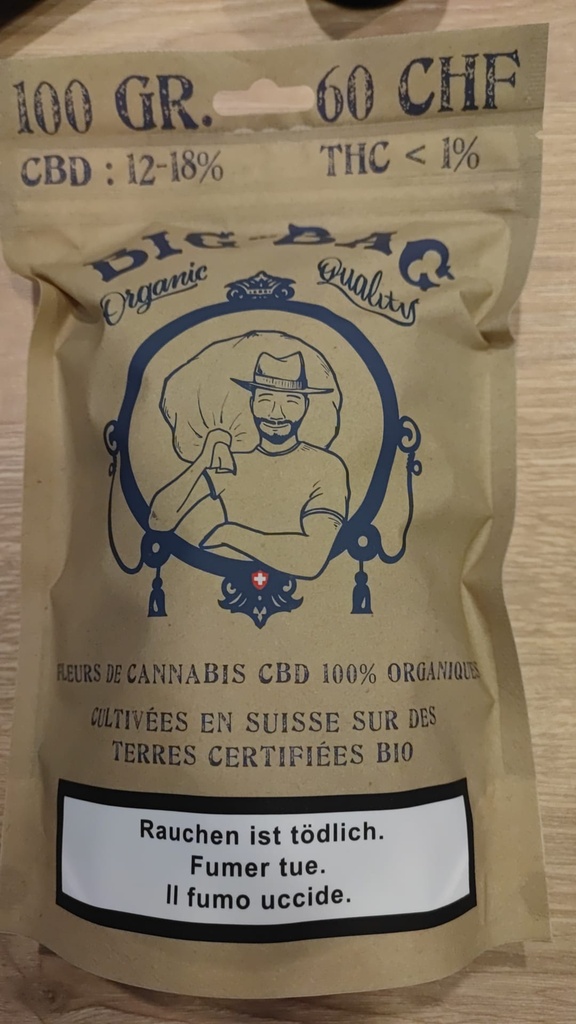 100 GR. 60 CHF
CBD : 12-18% THC < 1%
BIG-BAG
Organic Quality
FLEURS DE CANNABIS CBD 100% ORGANIQUES
CULTIVÉES EN SUISSE SUR DES
TERRES CERTIFIÉES BIO
Rauchen ist tödlich.
Fumer tue.
Il fumo uccide.